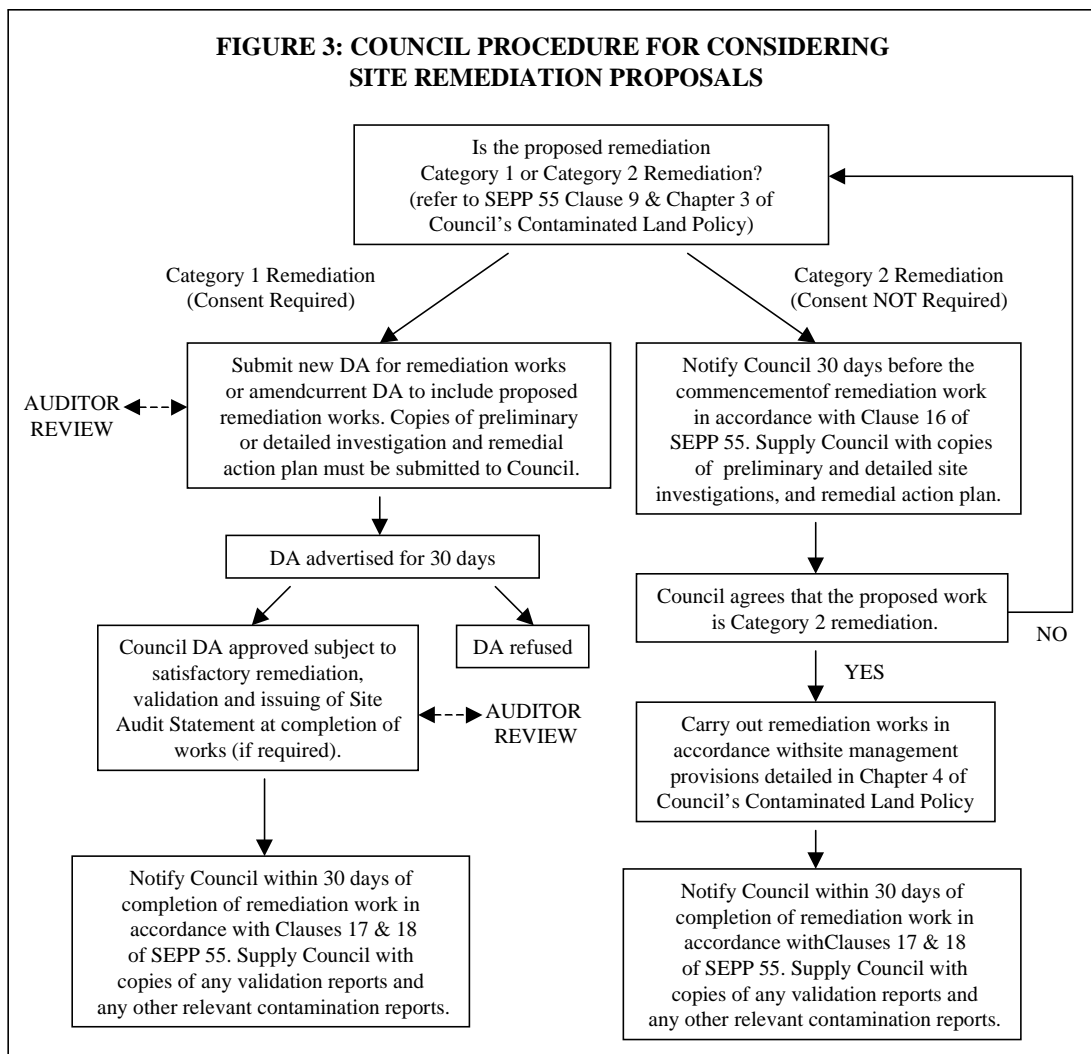 FIGURE 3: COUNCIL PROCEDURE FOR CONSIDERING
SITE REMEDIATION PROPOSALS
Is the proposed remediation
Category 1 or Category 2 Remediation?
(refer to SEPP 55 Clause 9 & Chapter 3 of
Council's Contaminated Land Policy)
Category 1 Remediation
(Consent Required)
Category 2 Remediation
(Consent NOT Required)
AUDITOR
REVIEW
Submit new DA for remediation works
or amendcurrent DA to include proposed
remediation works. Copies of preliminary
or detailed investigation and remedial
action plan must be submitted to Council.
Notify Council 30 days before the
commencementof remediation work
in accordance with Clause 16 of
SEPP 55. Supply Council with copies
of preliminary and detailed site
investigations, and remedial action plan.
DA advertised for 30 days
Council agrees that the proposed work
is Category 2 remediation.
NO
YES
Council DA approved subject to
satisfactory remediation,
validation and issuing of Site
Audit Statement at completion of
works (if required).
DA refused
AUDITOR
REVIEW
Carry out remediation works in
accordance withsite management
provisions detailed in Chapter 4 of
Council's Contaminated Land Policy
Notify Council within 30 days of
completion of remediation work in
accordance with Clauses 17 & 18
of SEPP 55. Supply Council with
copies of any validation reports and
any other relevant contamination reports.
Notify Council within 30 days of
completion of remediation work in
accordance withClauses 17 & 18
of SEPP 55. Supply Council with
copies of any validation reports and
any other relevant contamination reports.